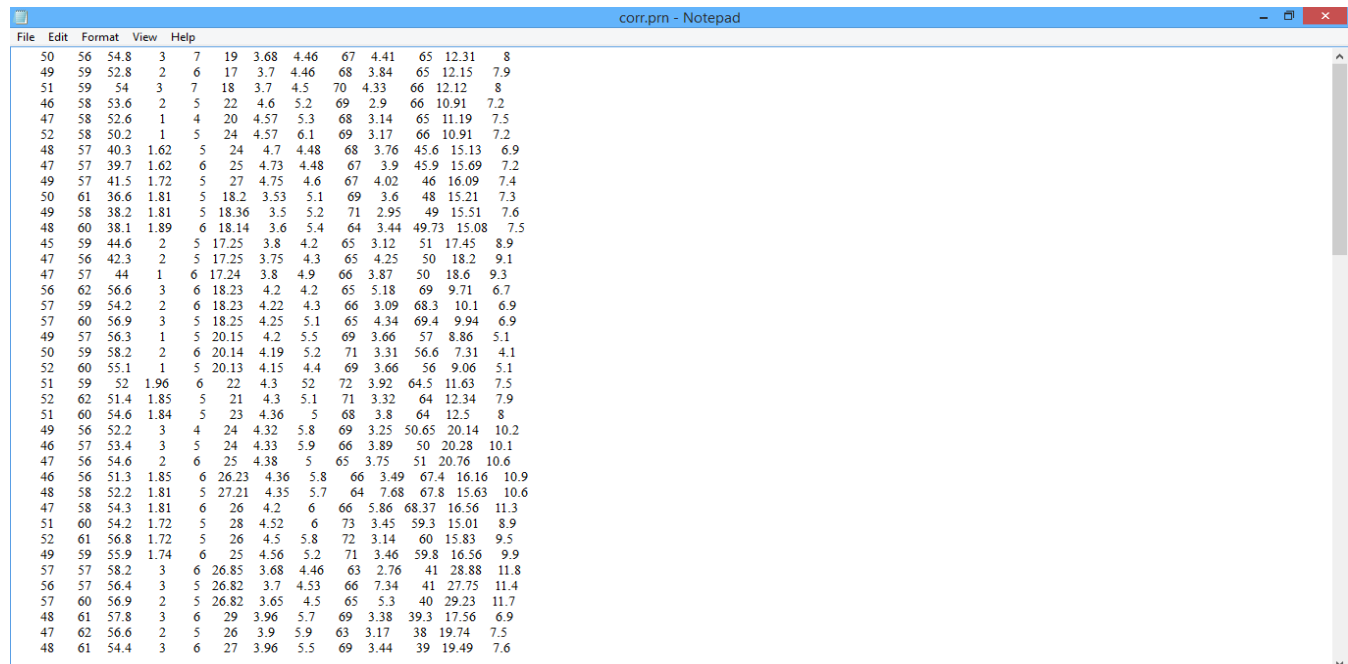 corr.prn - Notepad
File Edit Format View Help
50 56 54.8 3 7 19 3.68 4.46 67 4.41 65 12.31 8
49 59 52.8 2 6 17 3.7 4.46 68 3.84 65 12.15 7.9
51 59 54 3 7 18 3.7 4.5 70 4.33 66 12.12 8
46 58 53.6 2 5 22 4.6 5.2 69 2.9 66 10.91 7.2
47 58 52.6 1 4 20 4.57 5.3 68 3.14 65 11.19 7.5
52 58 50.2 1 5 24 4.57 6.1 69 3.17 66 10.91 7.2
48 57 40.3 1.62 5 24 4.7 4.48 68 3.76 45.6 15.13 6.9
47 57 39.7 1.62 6 25 4.73 4.48 67 3.9 45.9 15.69 7.2
49 57 41.5 1.72 5 27 4.75 4.6 67 4.02 46 16.09 7.4
50 61 36.6 1.81 5 18.2 3.53 5.1 69 3.6 48 15.21 7.3
49 58 38.2 1.81 5 18.36 3.5 5.2 71 2.95 49 15.51 7.6
48 60 38.1 1.89 6 18.14 3.6 5.4 64 3.44 49.73 15.08 7.5
45 59 44.6 2 5 17.25 3.8 4.2 65 3.12 51 17.45 8.9
47 56 42.3 2 5 17.25 3.75 4.3 65 4.25 50 18.2 9.1
47 57 44 1 6 17.24 3.8 4.9 66 3.87 50 18.6 9.3
56 62 56.6 3 6 18.23 4.2 4.2 65 5.18 69 9.71 6.7
57 59 54.2 2 6 18.23 4.22 4.3 66 3.09 68.3 10.1 6.9
57 60 56.9 3 5 18.25 4.25 5.1 65 4.34 69.4 9.94 6.9
49 57 56.3 1 5 20.15 4.2 5.5 69 3.66 57 8.86 5.1
50 59 58.2 2 6 20.14 4.19 5.2 71 3.31 56.6 7.31 4.1
52 60 55.1 1 5 20.13 4.15 4.4 69 3.66 56 9.06 5.1
51 59 52 1.96 6 22 4.3 52 72 3.92 64.5 11.63 7.5
52 62 51.4 1.85 5 21 4.3 5.1 71 3.32 64 12.34 7.9
51 60 54.6 1.84 5 23 4.36 5 68 3.8 64 12.5 8
49 56 52.2 3 4 24 4.32 5.8 69 3.25 50.65 20.14 10.2
46 57 53.4 3 5 24 4.33 5.9 66 3.89 50 20.28 10.1
47 56 54.6 2 6 25 4.38 5 65 3.75 51 20.76 10.6
46 56 51.3 1.85 6 26.23 4.36 5.8 66 3.49 67.4 16.16 10.9
48 58 52.2 1.81 5 27.21 4.35 5.7 64 7.68 67.8 15.63 10.6
47 58 54.3 1.81 6 26 4.2 6 66 5.86 68.37 16.56 11.3
51 60 54.2 1.72 5 28 4.52 6 73 3.45 59.3 15.01 8.9
52 61 56.8 1.72 5 26 4.5 5.8 72 3.14 60 15.83 9.5
49 59 55.9 1.74 6 25 4.56 5.2 71 3.46 59.8 16.56 9.9
57 57 58.2 3 6 26.85 3.68 4.46 63 2.76 41 28.88 11.8
56 57 56.4 3 5 26.82 3.7 4.53 66 7.34 41 27.75 11.4
57 60 56.9 2 5 26.82 3.65 4.5 65 5.3 40 29.23 11.7
48 61 57.8 3 6 29 3.96 5.7 69 3.38 39.3 17.56 6.9
47 62 56.6 2 5 26 3.9 5.9 63 3.17 38 19.74 7.5
48 61 54.4 3 6 27 3.96 5.5 69 3.44 39 19.49 7.6